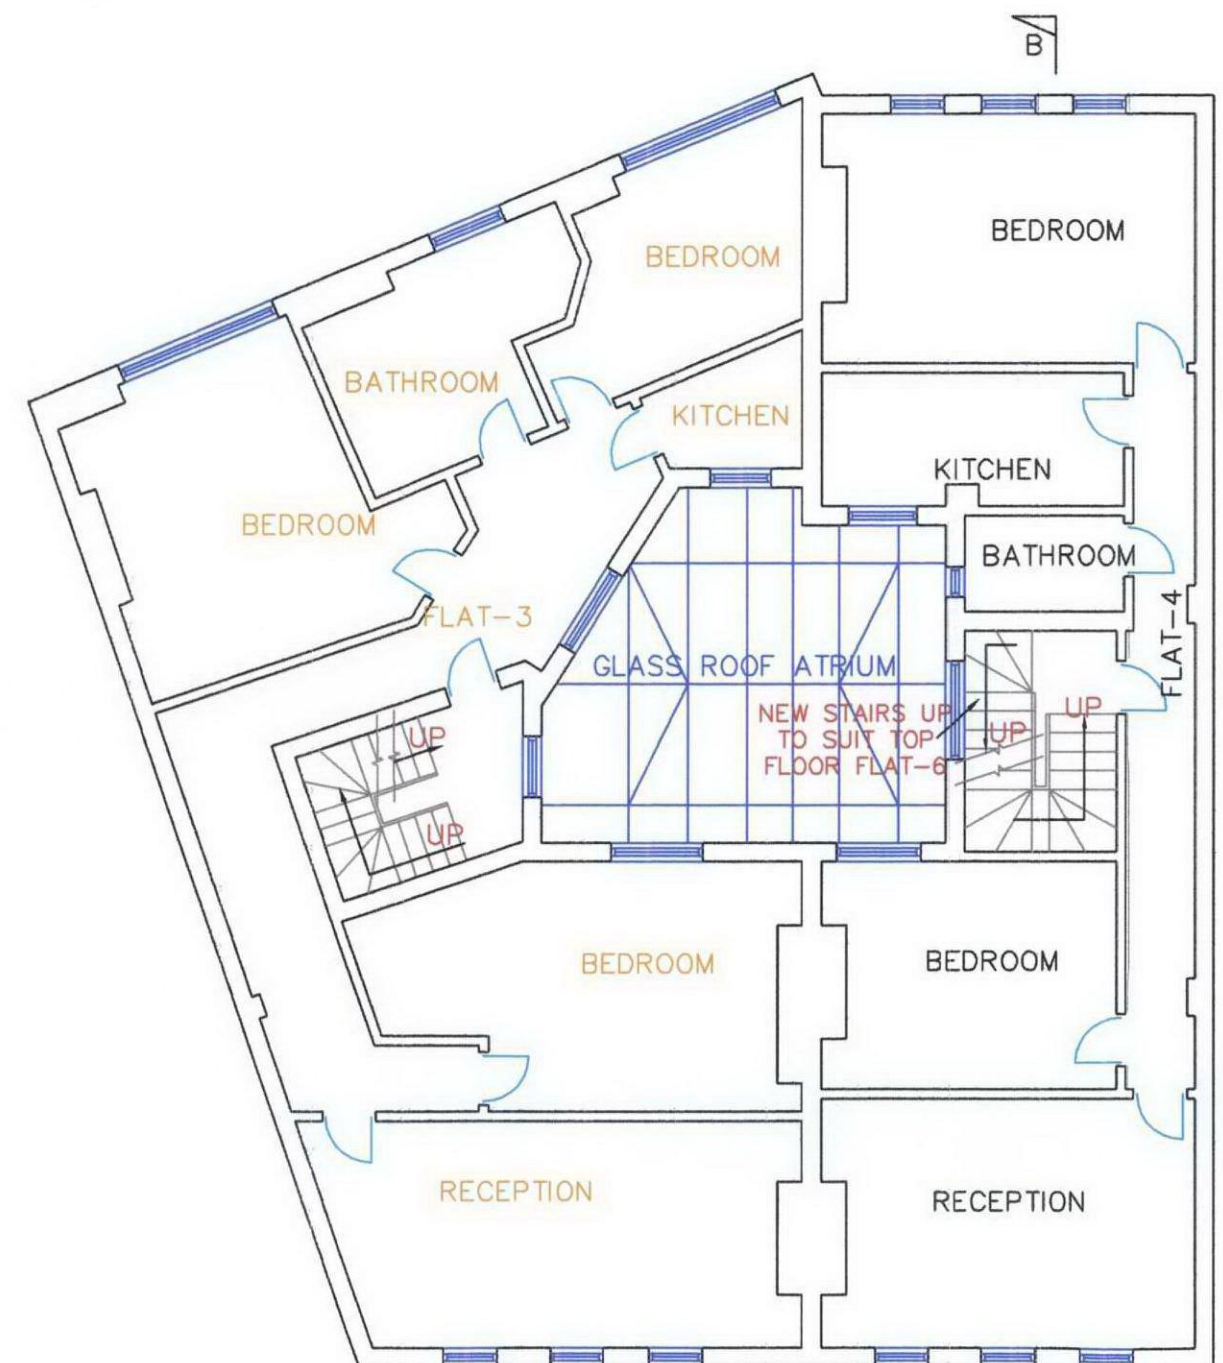 B
BEDROOM
BEDROOM
BATHROOM
KITCHEN
KITCHEN
BEDROOM
BATHROOM
FLAT-3
FLAT-4
GLASS ROOF ATRIUM
NEW STAIRS UP
TO SUIT TOP
FLOOR FLAT-6
UP
UP
UP
UP
BEDROOM
BEDROOM
RECEPTION
RECEPTION